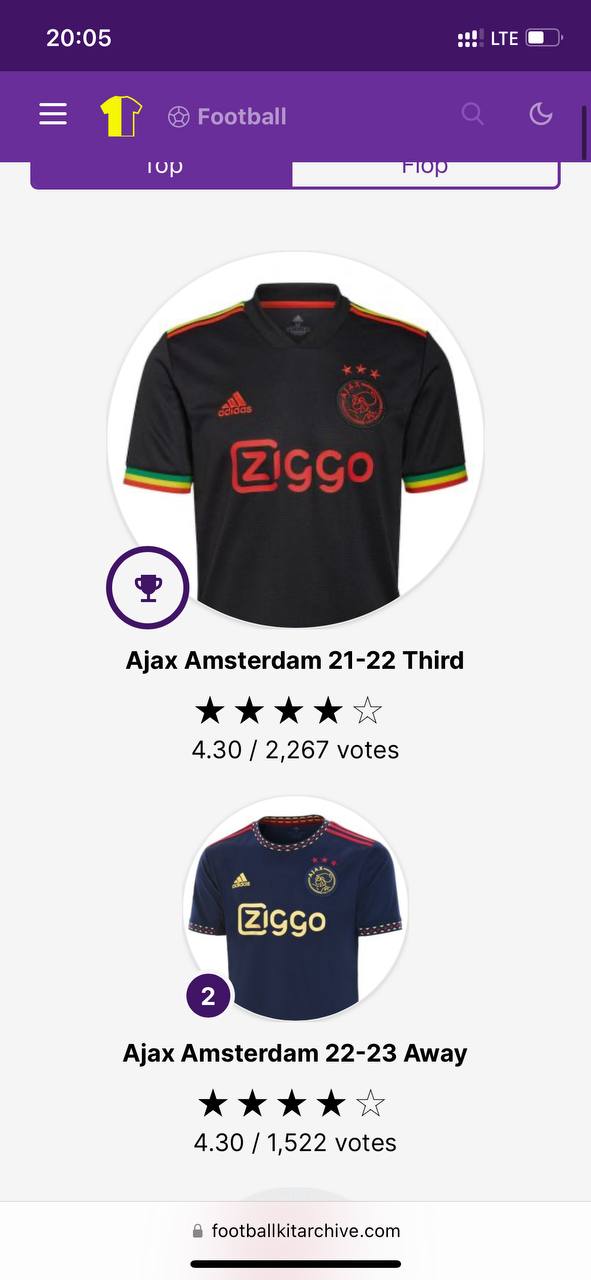 20:05
LTE
Football
Top
Flop
adidas
AJAX
ZIGGO
Ajax Amsterdam 21-22 Third
4.30 / 2,267 votes
AJAX
ZIGGO
2
Ajax Amsterdam 22-23 Away
4.30 / 1,522 votes
footballkitarchive.com